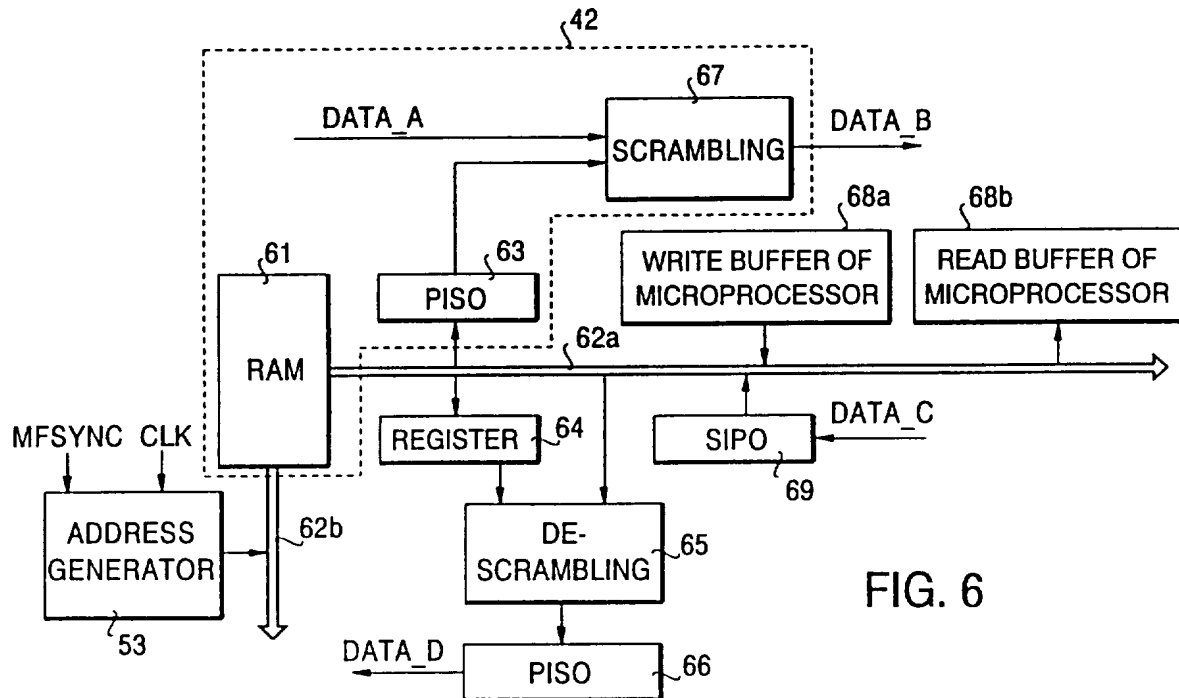 42
67
DATA_A
SCRAMBLING
DATA_B
68a
68b
WRITE BUFFER OF
MICROPROCESSOR
READ BUFFER OF
MICROPROCESSOR
61
63
PISO
RAM
62a
MFSYNC CLK
REGISTER
64
SIPO
DATA_C
69
ADDRESS
GENERATOR
53
62b
DE-
SCRAMBLING
65
FIG. 6
DATA_D
PISO
66